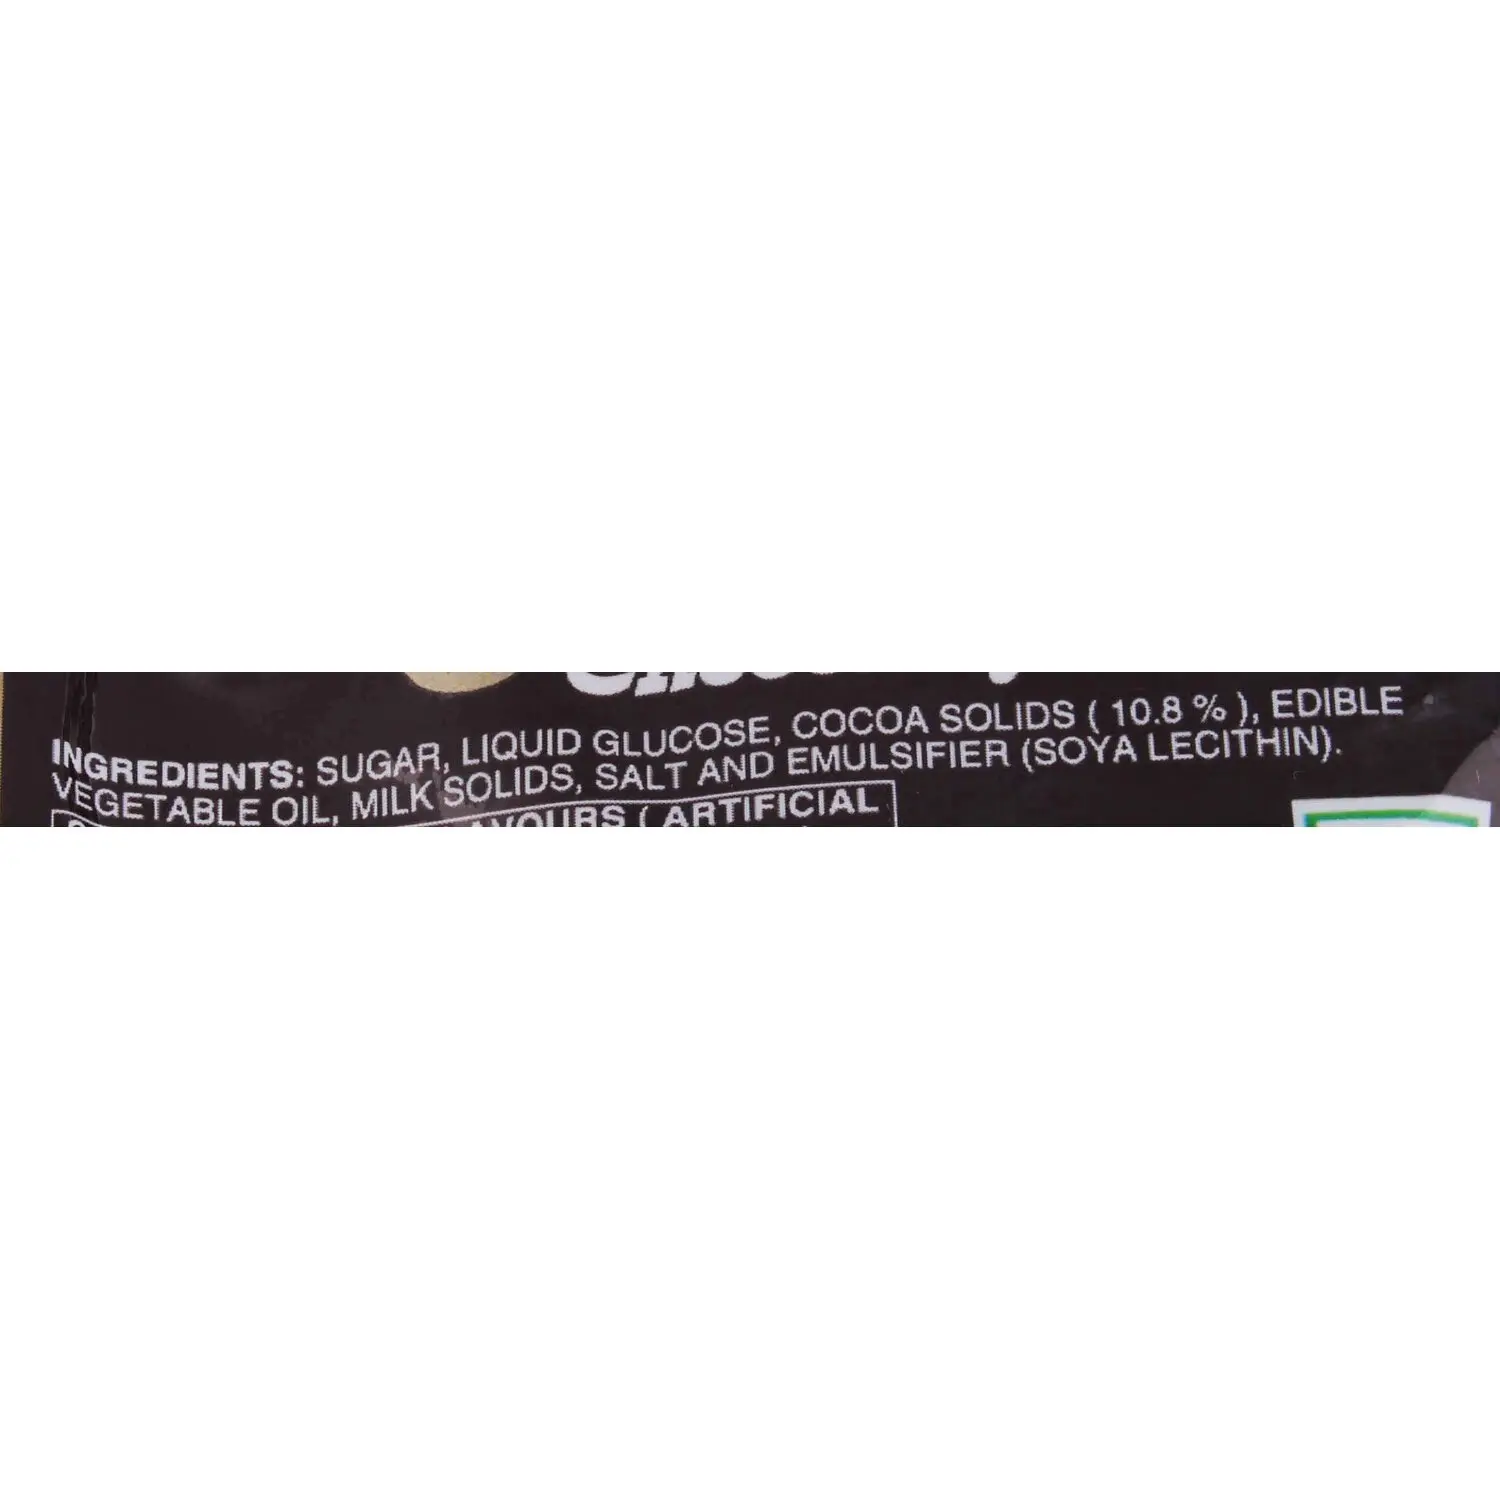 INGREDIENTS: SUGAR, LIQUID GLUCOSE, COCOA SOLIDS ( 10.8 % ), EDIBLE
VEGETABLE OIL, MILK SOLIDS, SALT AND EMULSIFIER (SOYA LECITHIN).
( ARTIFICIAL